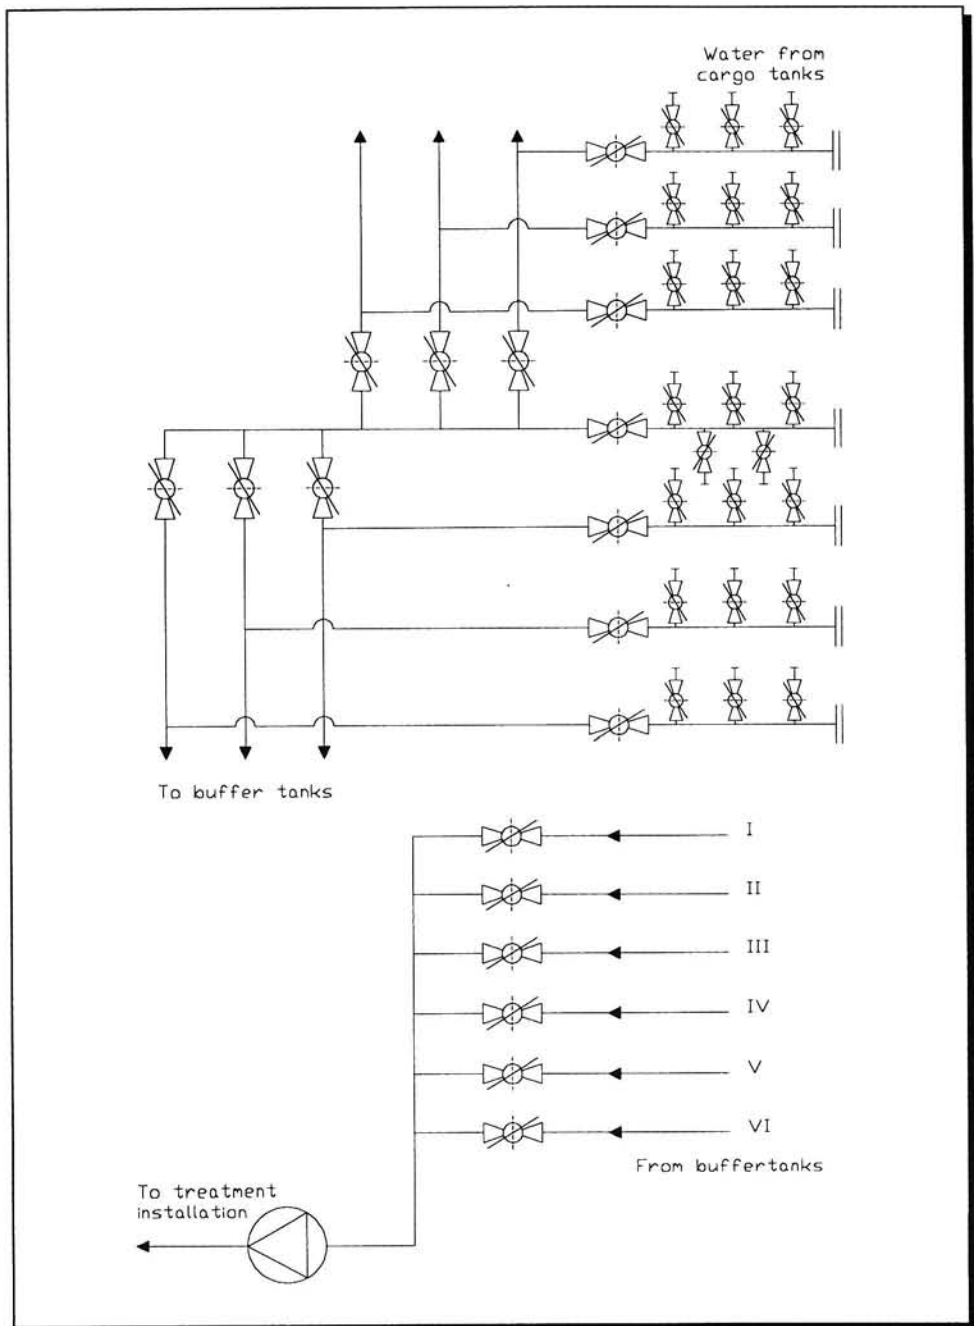 Water from
cargo tanks
To buffer tanks
I
II
III
IV
V
VI
From buffertanks
To treatment
installation